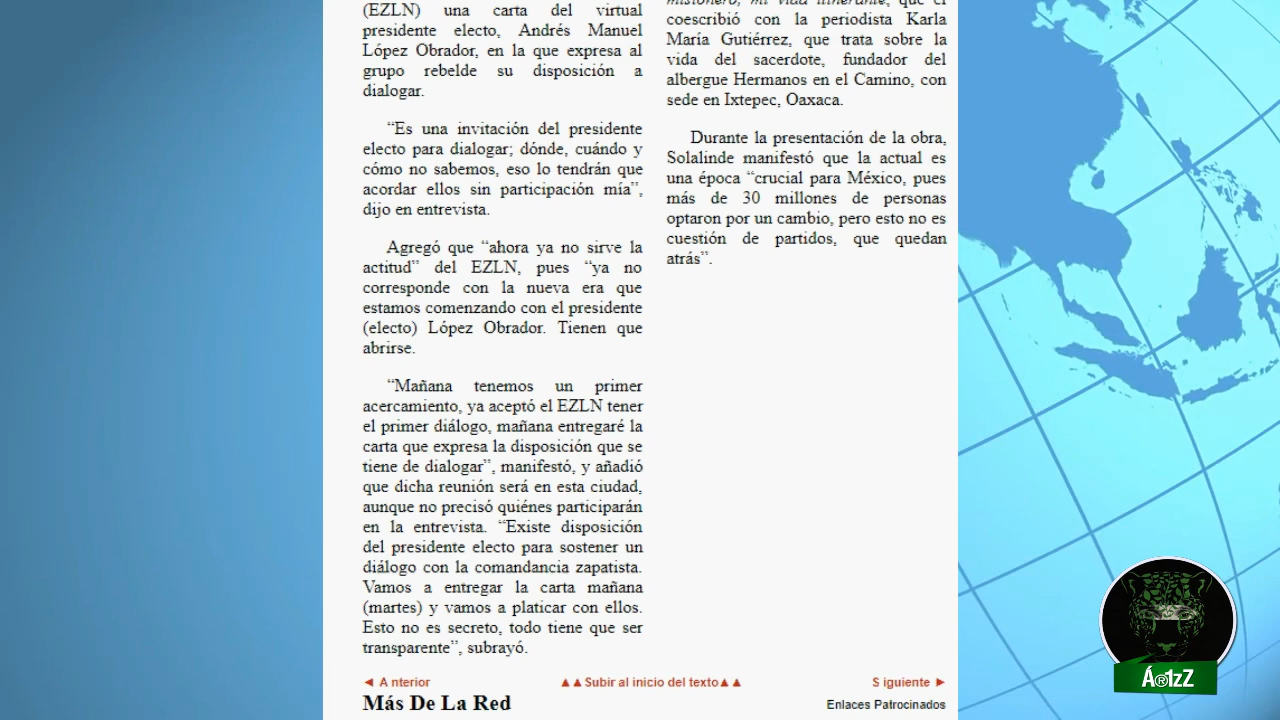 (EZLN) una carta del virtual
presidente electo, Andrés Manuel
López Obrador, en la que expresa al
grupo rebelde su disposición a
dialogar.
“Es una invitación del presidente
electo para dialogar; dónde, cuándo y
cómo no sabemos, eso lo tendrán que
acordar ellos sin participación mía”,
dijo en entrevista.
Agregó que “ahora ya no sirve la
actitud” del EZLN, pues “ya no
corresponde con la nueva era que
estamos comenzando con el presidente
(electo) López Obrador. Tienen que
abrirse.
“Mañana tenemos un primer
acercamiento, ya aceptó el EZLN tener
el primer diálogo, mañana entregaré la
carta que expresa la disposición que se
tiene de dialogar”, manifestó, y añadió
que dicha reunión será en esta ciudad,
aunque no precisó quiénes participarán
en la entrevista. “Existe disposición
del presidente electo para sostener un
diálogo con la comandancia zapatista.
Vamos a entregar la carta mañana
(martes) y vamos a platicar con ellos.
Esto no es secreto, todo tiene que ser
transparente”, subrayó.
misionero, mi vida itinerante, que él
coescribió con la periodista Karla
María Gutiérrez, que trata sobre la
vida del sacerdote, fundador del
albergue Hermanos en el Camino, con
sede en Ixtepec, Oaxaca.
Durante la presentación de la obra,
Solalinde manifestó que la actual es
una época “crucial para México, pues
más de 30 millones de personas
optaron por un cambio, pero esto no es
cuestión de partidos, que quedan
atrás”.
◄ A nterior ▲▲Subir al inicio del texto▲▲ S iguiente ►
Más De La Red Enlaces Patrocinados
Á®1zZ